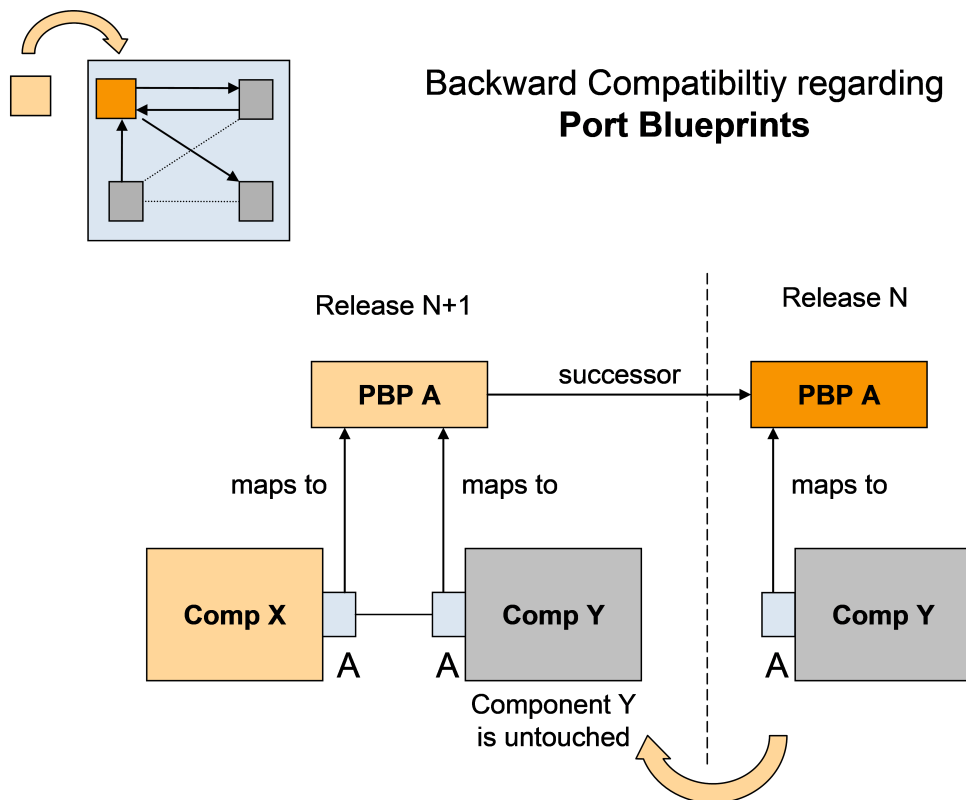 Backward Compatibiltiy regarding
Port Blueprints
Release N+1
Release N
successor
PBP A
PBP A
maps to
maps to
maps to
Comp X
Comp Y
Comp Y
A
A
A
Component Y
is untouched